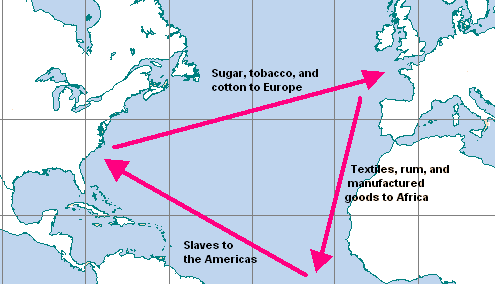 Sugar, tobacco, and
cotton to Europe
Textiles, rum, and
manufactured
goods to Africa
Slaves to
the Americas